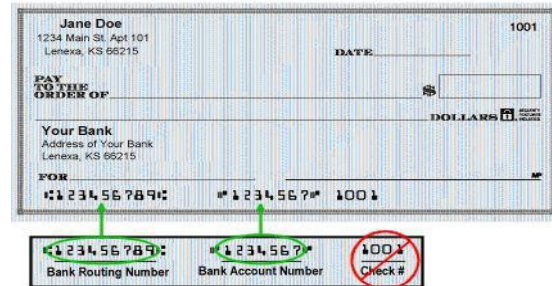 Jane Doe
1001
1234 Main St. Apt 101
Lenexa, KS 66215
DATE
PAY
TO THE
ORDER OF
$
DOLLARS
Your Bank
Address of Your Bank
Lenexa, KS 66215
FOR
MP
⑆123456789⑆ ⑈1234567⑈ 1001
⑆123456789⑆ ⑈1234567⑈ 1001
Bank Routing Number Bank Account Number Check #